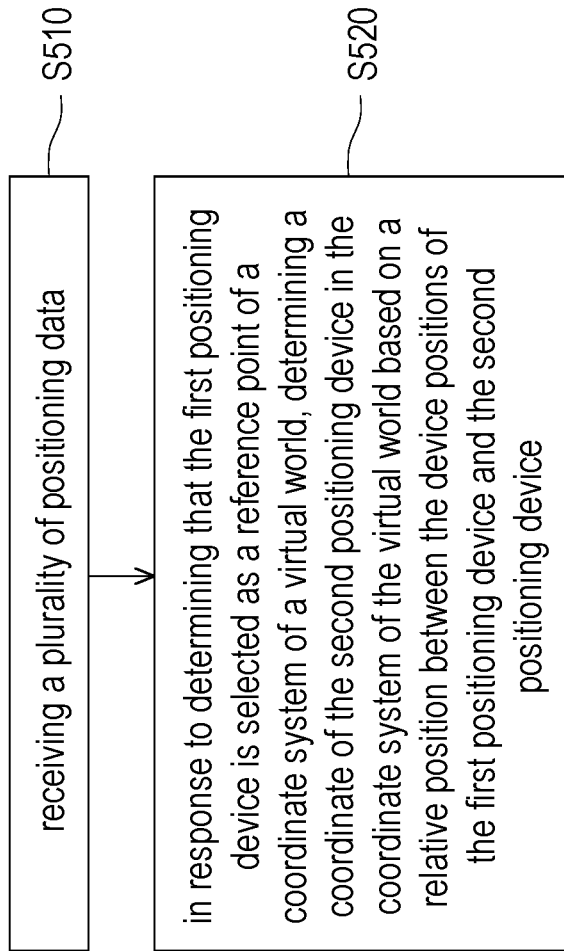 receiving a plurality of positioning data
S510
in response to determining that the first positioning
device is selected as a reference point of a
coordinate system of a virtual world, determining a
coordinate of the second positioning device in the
coordinate system of the virtual world based on a
relative position between the device positions of
the first positioning device and the second
positioning device
S520